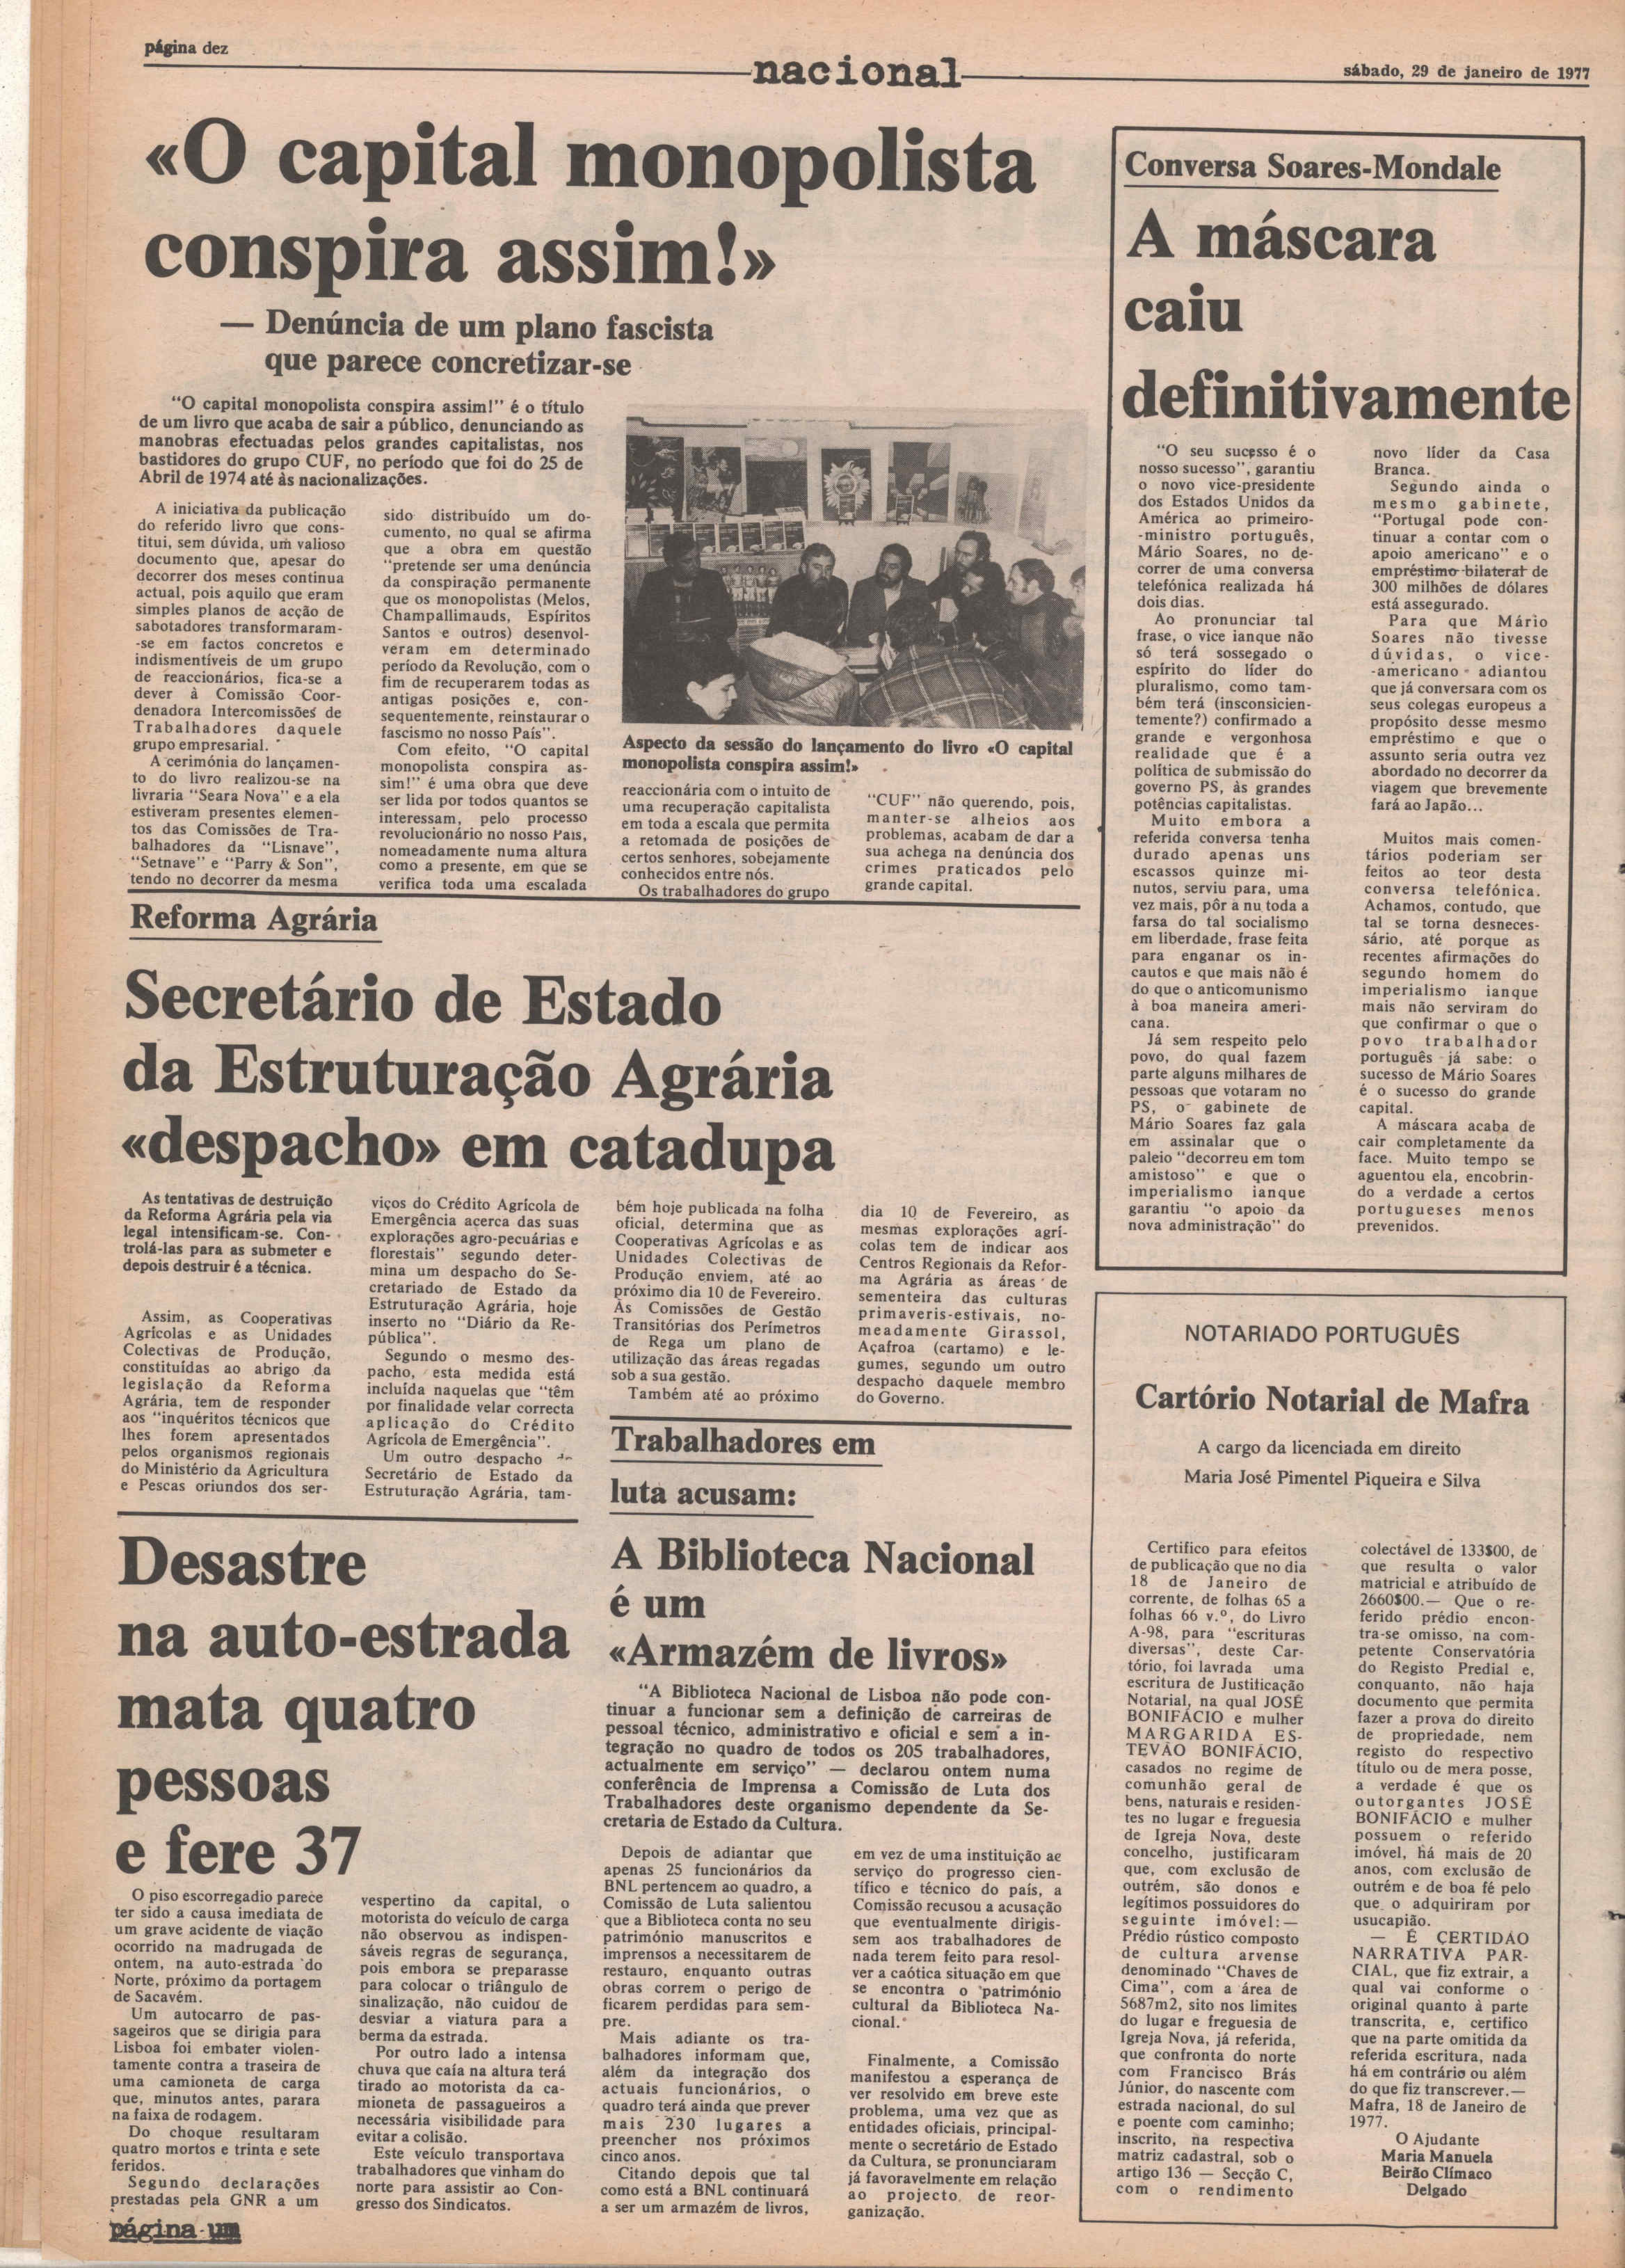 página dez
nacional
sábado, 29 de janeiro de 1977
«O capital monopolista
conspira assim!»
— Denúncia de um plano fascista
que parece concretizar-se
"O capital monopolista conspira assim!" é o título
de um livro que acaba de sair a público, denunciando as
manobras efectuadas pelos grandes capitalistas, nos
bastidores do grupo CUF, no período que foi do 25 de
Abril de 1974 até às nacionalizações.
A iniciativa da publicação
do referido livro que cons-
titui, sem dúvida, um valioso
documento que, apesar do
decorrer dos meses continua
actual, pois aquilo que eram
simples planos de acção de
sabotadores transformaram-
-se em factos concretos e
indismentíveis de um grupo
de reaccionários, fica-se a
dever à Comissão Coor-
denadora Intercomissões de
Trabalhadores daquele
grupo empresarial.
A cerimónia do lançamen-
to do livro realizou-se na
livraria "Seara Nova" e a ela
estiveram presentes elemen-
tos das Comissões de Tra-
balhadores da "Lisnave",
"Setnave" e "Parry & Son",
tendo no decorrer da mesma
sido distribuído um do-
cumento, no qual se afirma
que a obra em questão
"pretende ser uma denúncia
da conspiração permanente
que os monopolistas (Melos,
Champallimauds, Espíritos
Santos e outros) desenvol-
veram em determinado
período da Revolução, com o
fim de recuperarem todas as
antigas posições e, con-
sequentemente, reinstaurar o
fascismo no nosso País".
Com efeito, "O capital
monopolista conspira as-
sim!" é uma obra que deve
ser lida por todos quantos se
interessam, pelo processo
revolucionário no nosso País,
nomeadamente numa altura
como a presente, em que se
verifica toda uma escalada
Aspecto da sessão do lançamento do livro «O capital
monopolista conspira assim!»
reaccionária com o intuito de
uma recuperação capitalista
em toda a escala que permita
a retomada de posições de
certos senhores, sobejamente
conhecidos entre nós.
Os trabalhadores do grupo
"CUF" não querendo, pois,
manter-se alheios aos
problemas, acabam de dar a
sua achega na denúncia dos
crimes praticados pelo
grande capital.
Conversa Soares-Mondale
A máscara
caiu
definitivamente
"O seu sucesso é o
nosso sucesso", garantiu
o novo vice-presidente
dos Estados Unidos da
América ao primeiro-
-ministro português,
Mário Soares, no de-
correr de uma conversa
telefónica realizada há
dois dias.
Ao pronunciar tal
frase, o vice ianque não
só terá sossegado o
espírito do líder do
pluralismo, como tam-
bém terá (insconsicien-
temente?) confirmado a
grande e vergonhosa
realidade que é a
política de submissão do
governo PS, às grandes
potências capitalistas.
Muito embora a
referida conversa tenha
durado apenas uns
escassos quinze mi-
nutos, serviu para, uma
vez mais, pôr a nu toda a
farsa do tal socialismo
em liberdade, frase feita
para enganar os in-
cautos e que mais não é
do que o anticomunismo
à boa maneira ameri-
cana.
Já sem respeito pelo
povo, do qual fazem
parte alguns milhares de
pessoas que votaram no
PS, o gabinete de
Mário Soares faz gala
em assinalar que o
paleio "decorreu em tom
amistoso" e que o
imperialismo ianque
garantiu "o apoio da
nova administração" do
novo líder da Casa
Branca.
Segundo ainda o
mesmo gabinete,
"Portugal pode con-
tinuar a contar com o
apoio americano" e o
empréstimo bilateral de
300 milhões de dólares
está assegurado.
Para que Mário
Soares não tivesse
dúvidas, o vice-
-americano adiantou
que já conversara com os
seus colegas europeus a
propósito desse mesmo
empréstimo e que o
assunto seria outra vez
abordado no decorrer da
viagem que brevemente
fará ao Japão...
Muitos mais comen-
tários poderiam ser
feitos ao teor desta
conversa telefónica.
Achamos, contudo, que
tal se torna desneces-
sário, até porque as
recentes afirmações do
segundo homem do
imperialismo ianque
mais não serviram do
que confirmar o que o
povo trabalhador
português já sabe: o
sucesso de Mário Soares
é o sucesso do grande
capital.
A máscara acaba de
cair completamente da
face. Muito tempo se
aguentou ela, encobrin-
do a verdade a certos
portugueses menos
prevenidos.
Reforma Agrária
Secretário de Estado
da Estruturação Agrária
«despacho» em catadupa
As tentativas de destruição
da Reforma Agrária pela via
legal intensificam-se. Con-
trolá-las para as submeter e
depois destruir é a técnica.
Assim, as Cooperativas
Agrícolas e as Unidades
Colectivas de Produção,
constituídas ao abrigo da
legislação da Reforma
Agrária, tem de responder
aos "inquéritos técnicos que
lhes forem apresentados
pelos organismos regionais
do Ministério da Agricultura
e Pescas oriundos dos ser-
viços do Crédito Agrícola de
Emergência acerca das suas
explorações agro-pecuárias e
florestais" segundo deter-
mina um despacho do Se-
cretariado de Estado da
Estruturação Agrária, hoje
inserto no "Diário da Re-
pública".
Segundo o mesmo des-
pacho, esta medida está
incluída naquelas que "têm
por finalidade velar correcta
aplicação do Crédito
Agrícola de Emergência".
Um outro despacho
Secretário de Estado da
Estruturação Agrária, tam-
bém hoje publicada na folha
oficial, determina que as
Cooperativas Agrícolas e as
Unidades Colectivas de
Produção enviem, até ao
próximo dia 10 de Fevereiro.
Às Comissões de Gestão
Transitórias dos Perímetros
de Rega um plano de
utilização das áreas regadas
sob a sua gestão.
Também até ao próximo
dia 10 de Fevereiro, as
mesmas explorações agrí-
colas tem de indicar aos
Centros Regionais da Refor-
ma Agrária as áreas de
sementeira das culturas
primaveris-estivais, no-
meadamente Girassol,
Açafroa (cartamo) e le-
gumes, segundo um outro
despacho daquele membro
do Governo.
Desastre
na auto-estrada
mata quatro
pessoas
e fere 37
O piso escorregadio parece
ter sido a causa imediata de
um grave acidente de viação
ocorrido na madrugada de
ontem, na auto-estrada do
Norte, próximo da portagem
de Sacavém.
Um autocarro de pas-
sageiros que se dirigia para
Lisboa foi embater violen-
tamente contra a traseira de
uma camioneta de carga
que, minutos antes, parara
na faixa de rodagem.
Do choque resultaram
quatro mortos e trinta e sete
feridos.
Segundo declarações
prestadas pela GNR a um
vespertino da capital, o
motorista do veículo de carga
não observou as indispen-
sáveis regras de segurança,
pois embora se preparasse
para colocar o triângulo de
sinalização, não cuidou de
desviar a viatura para a
berma da estrada.
Por outro lado a intensa
chuva que caía na altura terá
tirado ao motorista da ca-
mioneta de passagueiros a
necessária visibilidade para
evitar a colisão.
Este veículo transportava
trabalhadores que vinham do
norte para assistir ao Con-
gresso dos Sindicatos.
Trabalhadores em
luta acusam:
A Biblioteca Nacional
é um
«Armazém de livros»
"A Biblioteca Nacional de Lisboa não pode con-
tinuar a funcionar sem a definição de carreiras de
pessoal técnico, administrativo e oficial e sem a in-
tegração no quadro de todos os 205 trabalhadores,
actualmente em serviço" — declarou ontem numa
conferência de Imprensa a Comissão de Luta dos
Trabalhadores deste organismo dependente da Se-
cretaria de Estado da Cultura.
Depois de adiantar que
apenas 25 funcionários da
BNL pertencem ao quadro, a
Comissão de Luta salientou
que a Biblioteca conta no seu
património manuscritos e
imprensos a necessitarem de
restauro, enquanto outras
obras correm o perigo de
ficarem perdidas para sem-
pre.
Mais adiante os tra-
balhadores informam que,
além da integração dos
actuais funcionários, o
quadro terá ainda que prever
mais 230 lugares a
preencher nos próximos
cinco anos.
Citando depois que tal
como está a BNL continuará
a ser um armazém de livros,
em vez de uma instituição ae
serviço do progresso cien-
tífico e técnico do país, a
Comissão recusou a acusação
que eventualmente dirigis-
sem aos trabalhadores de
nada terem feito para resol-
ver a caótica situação em que
se encontra o património
cultural da Biblioteca Na-
cional.
Finalmente, a Comissão
manifestou a esperança de
ver resolvido em breve este
problema, uma vez que as
entidades oficiais, principal-
mente o secretário de Estado
da Cultura, se pronunciaram
já favoravelmente em relação
ao projecto de reor-
ganização.
NOTARIADO PORTUGUÊS
Cartório Notarial de Mafra
A cargo da licenciada em direito
Maria José Pimentel Piqueira e Silva
Certifico para efeitos
de publicação que no dia
18 de Janeiro de
corrente, de folhas 65 a
folhas 66 v.º, do Livro
A-98, para "escrituras
diversas", deste Car-
tório, foi lavrada uma
escritura de Justificação
Notarial, na qual JOSÉ
BONIFÁCIO e mulher
MARGARIDA ES-
TEVÃO BONIFÁCIO,
casados no regime de
comunhão geral de
bens, naturais e residen-
tes no lugar e freguesia
de Igreja Nova, deste
concelho, justificaram
que, com exclusão de
outrém, são donos e
legítimos possuidores do
seguinte imóvel:—
Prédio rústico composto
de cultura arvense
denominado "Chaves de
Cima", com a área de
5687m2, sito nos limites
do lugar e freguesia de
Igreja Nova, já referida,
que confronta do norte
com Francisco Brás
Júnior, do nascente com
estrada nacional, do sul
e poente com caminho;
inscrito, na respectiva
matriz cadastral, sob o
artigo 136 — Secção C,
com o rendimento
colectável de 133$00, de
que resulta o valor
matricial e atribuído de
2660$00.— Que o re-
ferido prédio encon-
tra-se omisso, na com-
petente Conservatória
do Registo Predial e,
conquanto, não haja
documento que permita
fazer a prova do direito
de propriedade, nem
registo do respectivo
título ou de mera posse,
a verdade é que os
outorgantes JOSÉ
BONIFÁCIO e mulher
possuem o referido
imóvel, há mais de 20
anos, com exclusão de
outrém e de boa fé pelo
que o adquiriram por
usucapião.
— É CERTIDÃO
NARRATIVA PAR-
CIAL, que fiz extrair, a
qual vai conforme o
original quanto à parte
transcrita, e, certifico
que na parte omitida da
referida escritura, nada
há em contrário ou além
do que fiz transcrever.—
Mafra, 18 de Janeiro de
1977.
O Ajudante
Maria Manuela
Beirão Clímaco
Delgado
página um